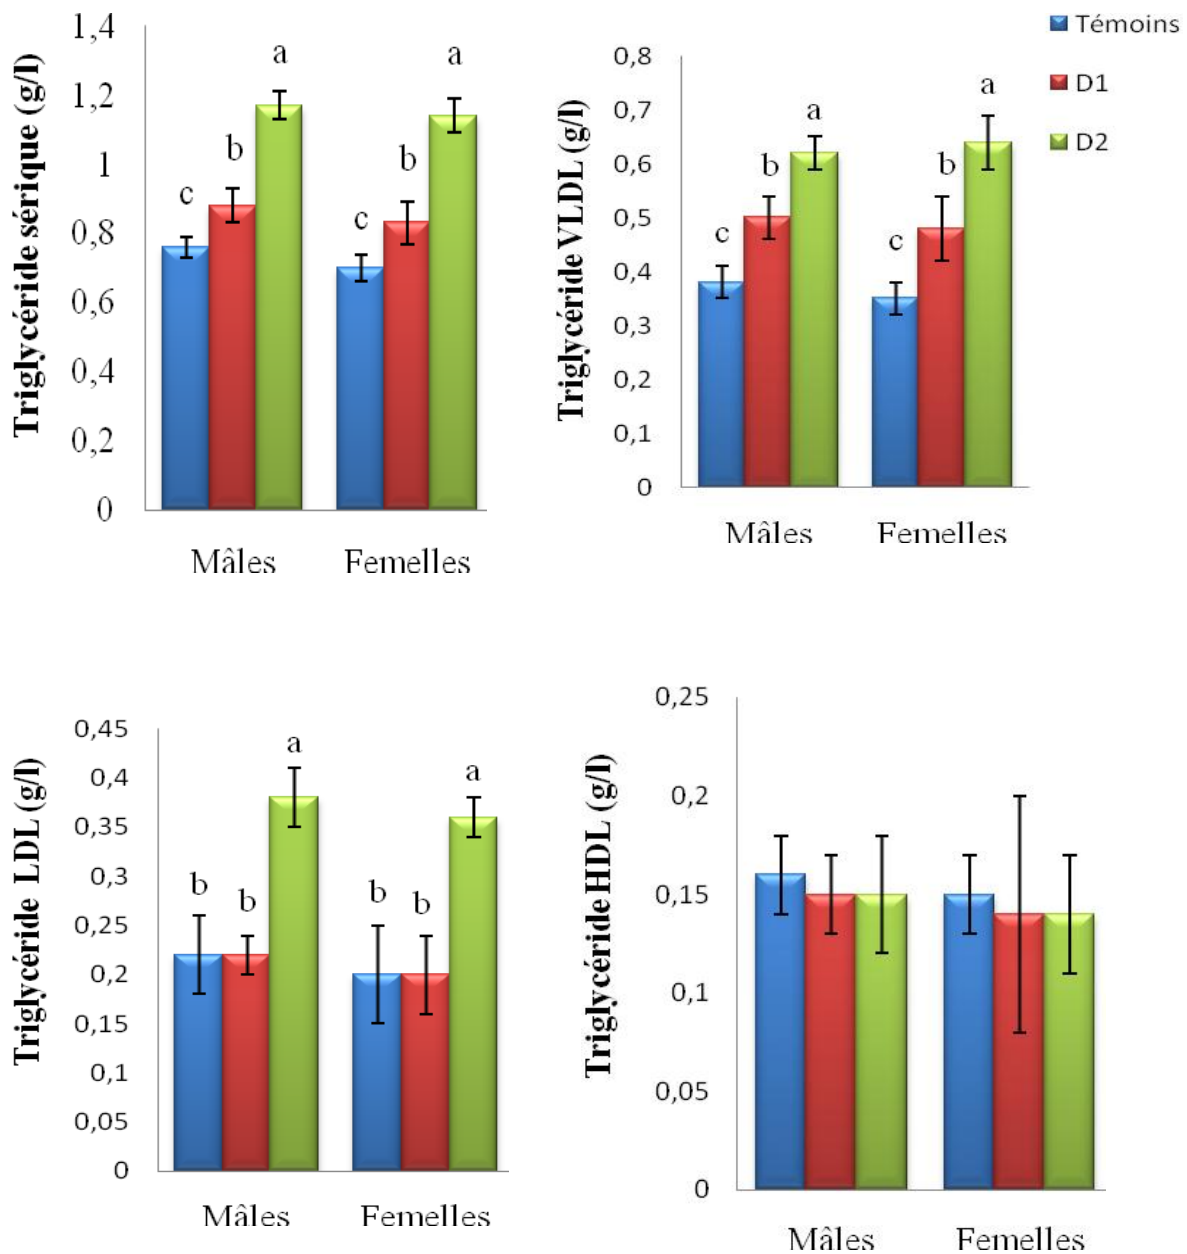 Témoins
D1
D2
Triglycéride sérique (g/l)
1,4
1,2
1
0,8
0,6
0,4
0,2
0
c
b
a
c
b
a
Mâles
Femelles
Triglycéride VLDL (g/l)
0,8
0,7
0,6
0,5
0,4
0,3
0,2
0,1
0
c
b
a
c
b
a
Mâles
Femelles
Triglycéride LDL (g/l)
0,45
0,4
0,35
0,3
0,25
0,2
0,15
0,1
0,05
0
b
b
a
b
b
a
Mâles
Femelles
Triglycéride HDL (g/l)
0,25
0,2
0,15
0,1
0,05
0
Mâles
Femelles